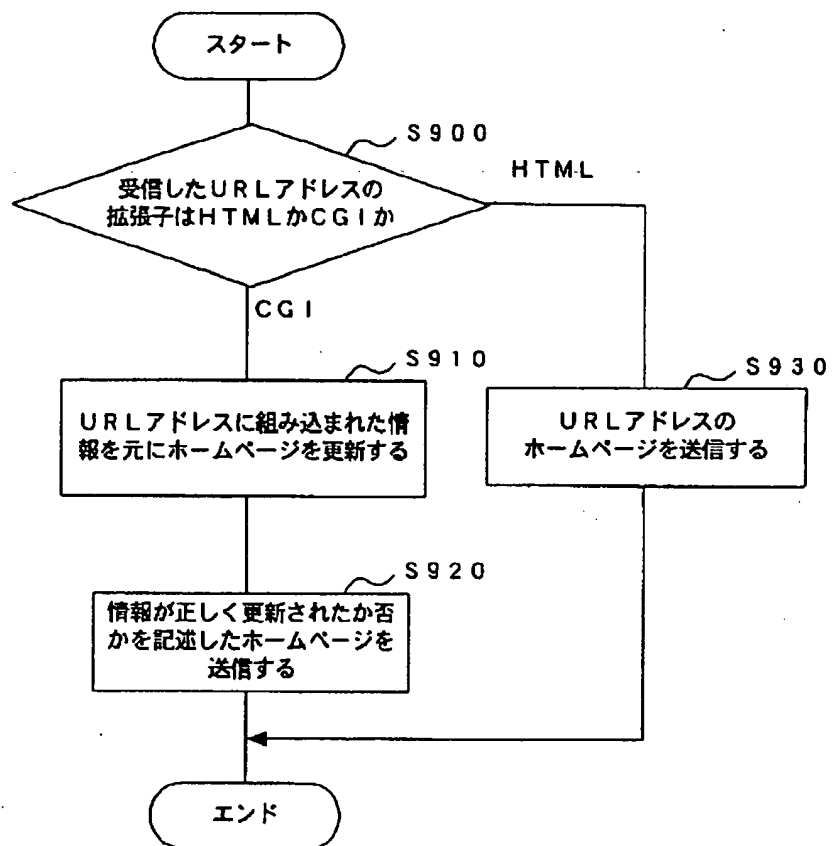 スタート
S900
受信したURLアドレスの
拡張子はHTMLかCGIか
HTML
CGI
S910
URLアドレスに組み込まれた情
報を元にホームページを更新する
S930
URLアドレスの
ホームページを送信する
S920
情報が正しく更新されたか否
かを記述したホームページを
送信する
エンド